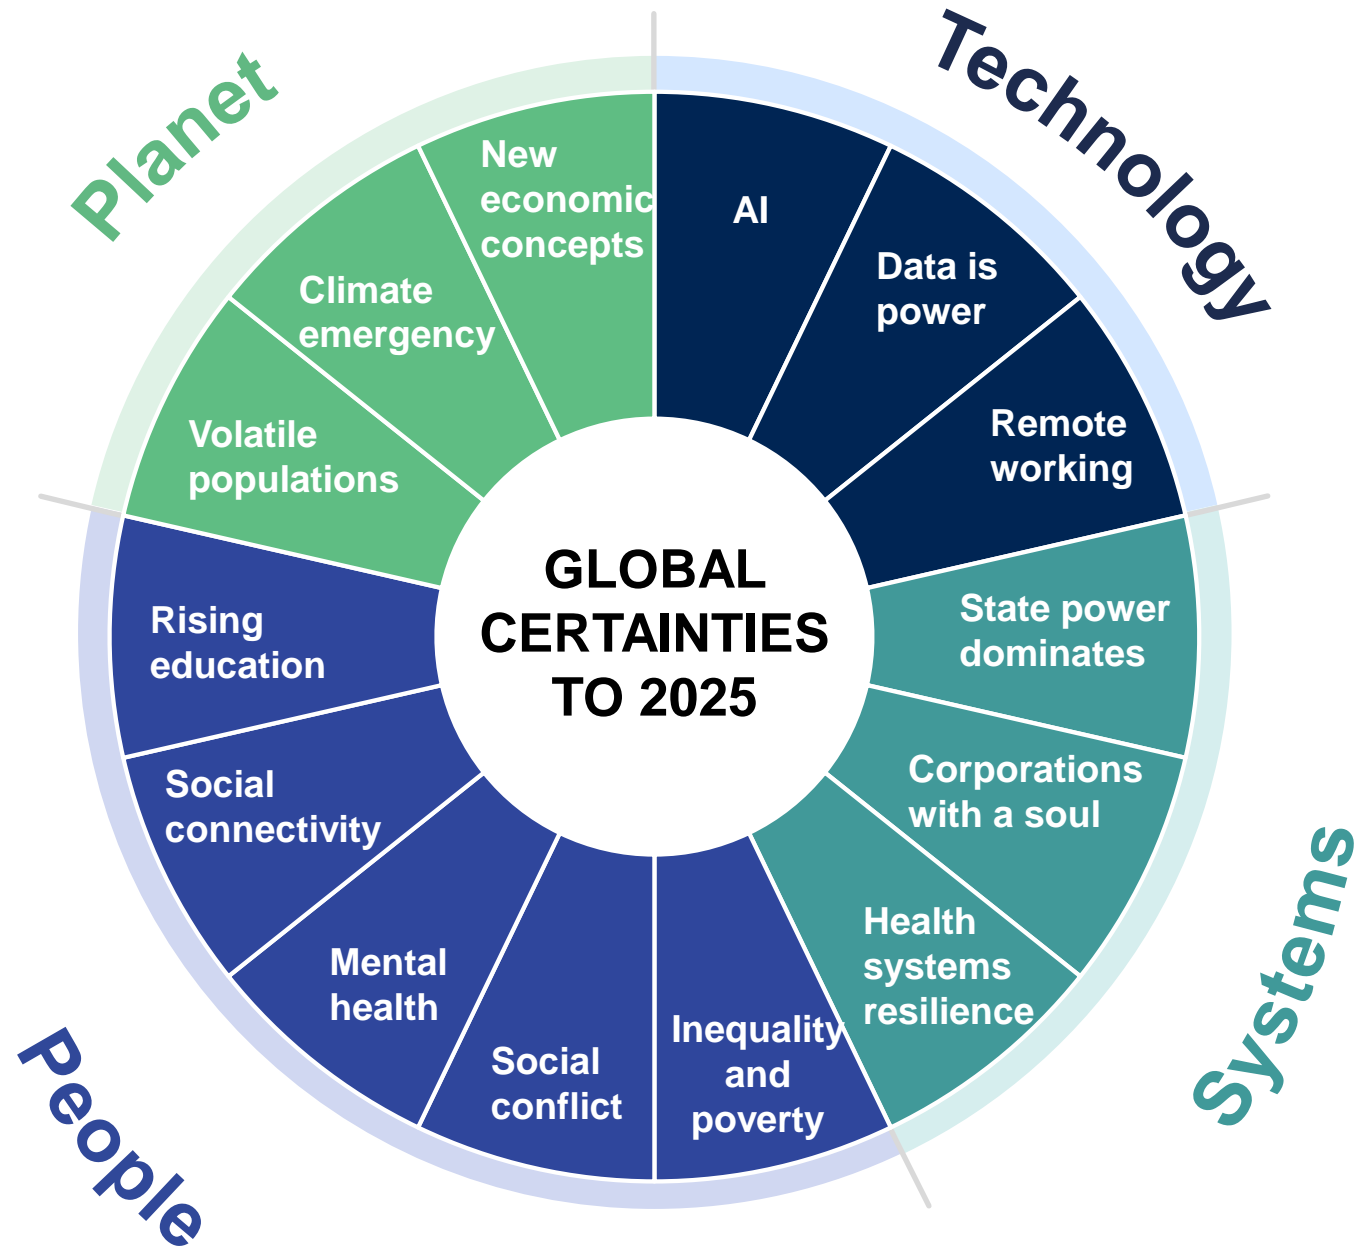 Planet
Technology
New
economic
concepts
AI
Data is
power
Remote
working
Climate
emergency
Volatile
populations
GLOBAL
CERTAINTIES
TO 2025
State power
dominates
Corporations
with a soul
Health
systems
resilience
Systems
Inequality
and
poverty
Social
conflict
Mental
health
Social
connectivity
Rising
education
People